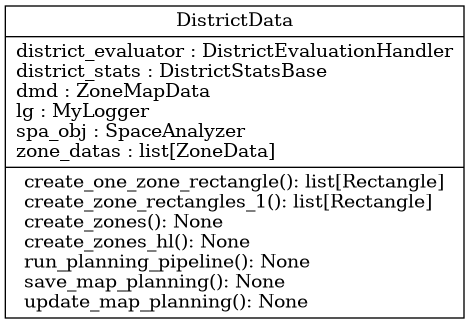 DistrictData
district_evaluator : DistrictEvaluationHandler
district_stats : DistrictStatsBase
dmd : ZoneMapData
lg : MyLogger
spa_obj : SpaceAnalyzer
zone_datas : list[ZoneData]
create_one_zone_rectangle(): list[Rectangle]
create_zone_rectangles_1(): list[Rectangle]
create_zones(): None
create_zones_hl(): None
run_planning_pipeline(): None
save_map_planning(): None
update_map_planning(): None